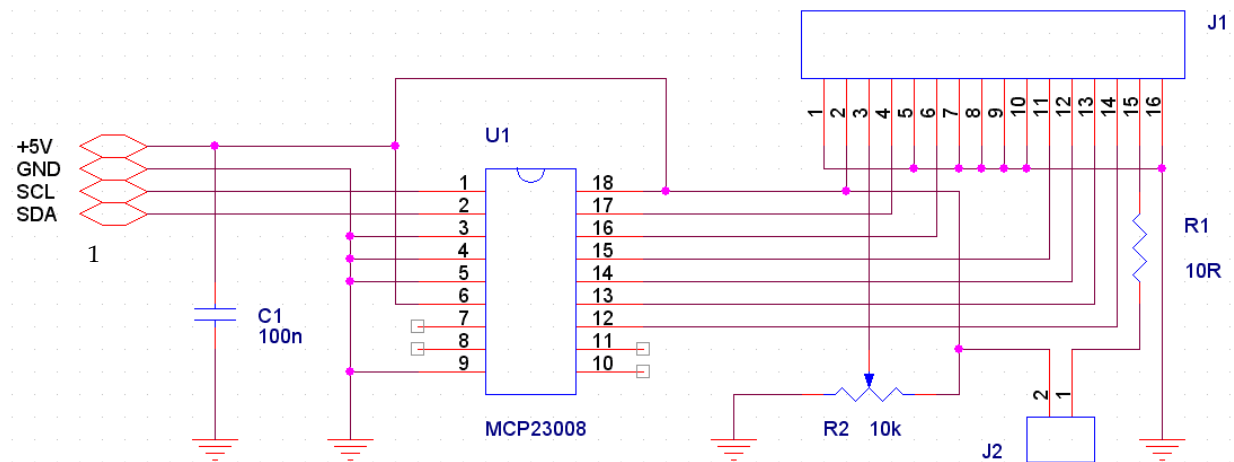 J1
1 2 3 4 5 6 7 8 9 10 11 12 13 14 15 16
+5V
GND
SCL
SDA
1
U1
1 18
2 17
3 16
4 15
5 14
6 13
7 12
8 11
9 10
MCP23008
C1
100n
R1
10R
R2 10k
2 1
J2